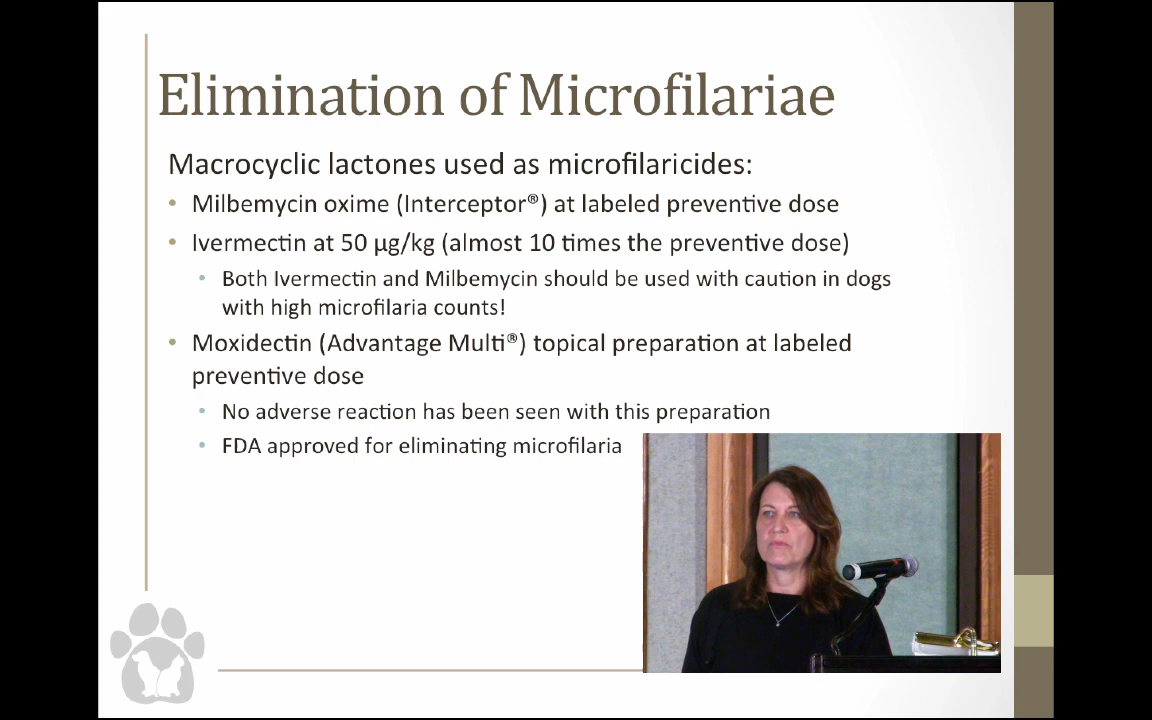 Elimination of Microfilariae
Macrocyclic lactones used as microfilaricides:
• Milbemycin oxime (Interceptor®) at labeled preventive dose
• Ivermectin at 50 µg/kg (almost 10 times the preventive dose)
• Both Ivermectin and Milbemycin should be used with caution in dogs
with high microfilaria counts!
• Moxidectin (Advantage Multi®) topical preparation at labeled
preventive dose
• No adverse reaction has been seen with this preparation
• FDA approved for eliminating microfilaria